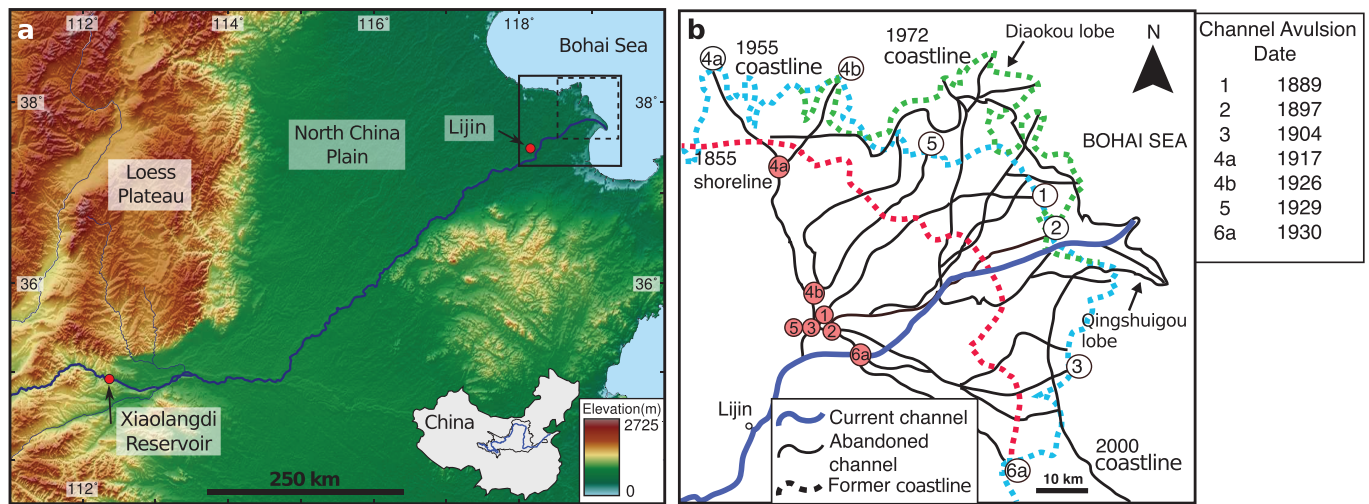 a
112˚
114˚
116˚
118˚
Bohai Sea
38˚
38˚
Lijin
North China
Plain
Loess
Plateau
36˚
36˚
Xiaolangdi
Reservoir
China
Elevation(m)
2725
0
250 km
112˚
b
4a
1955
coastline
4b
1972
coastline
Diaokou lobe
N
BOHAI SEA
5
1855
shoreline
4a
1
2
4b
1
5
3
2
6a
Qingshuigou
lobe
3
Lijin
Current channel
Abandoned
channel
Former coastline
6a
2000
coastline
10 km
Channel Avulsion
Date
1 1889
2 1897
3 1904
4a 1917
4b 1926
5 1929
6a 1930